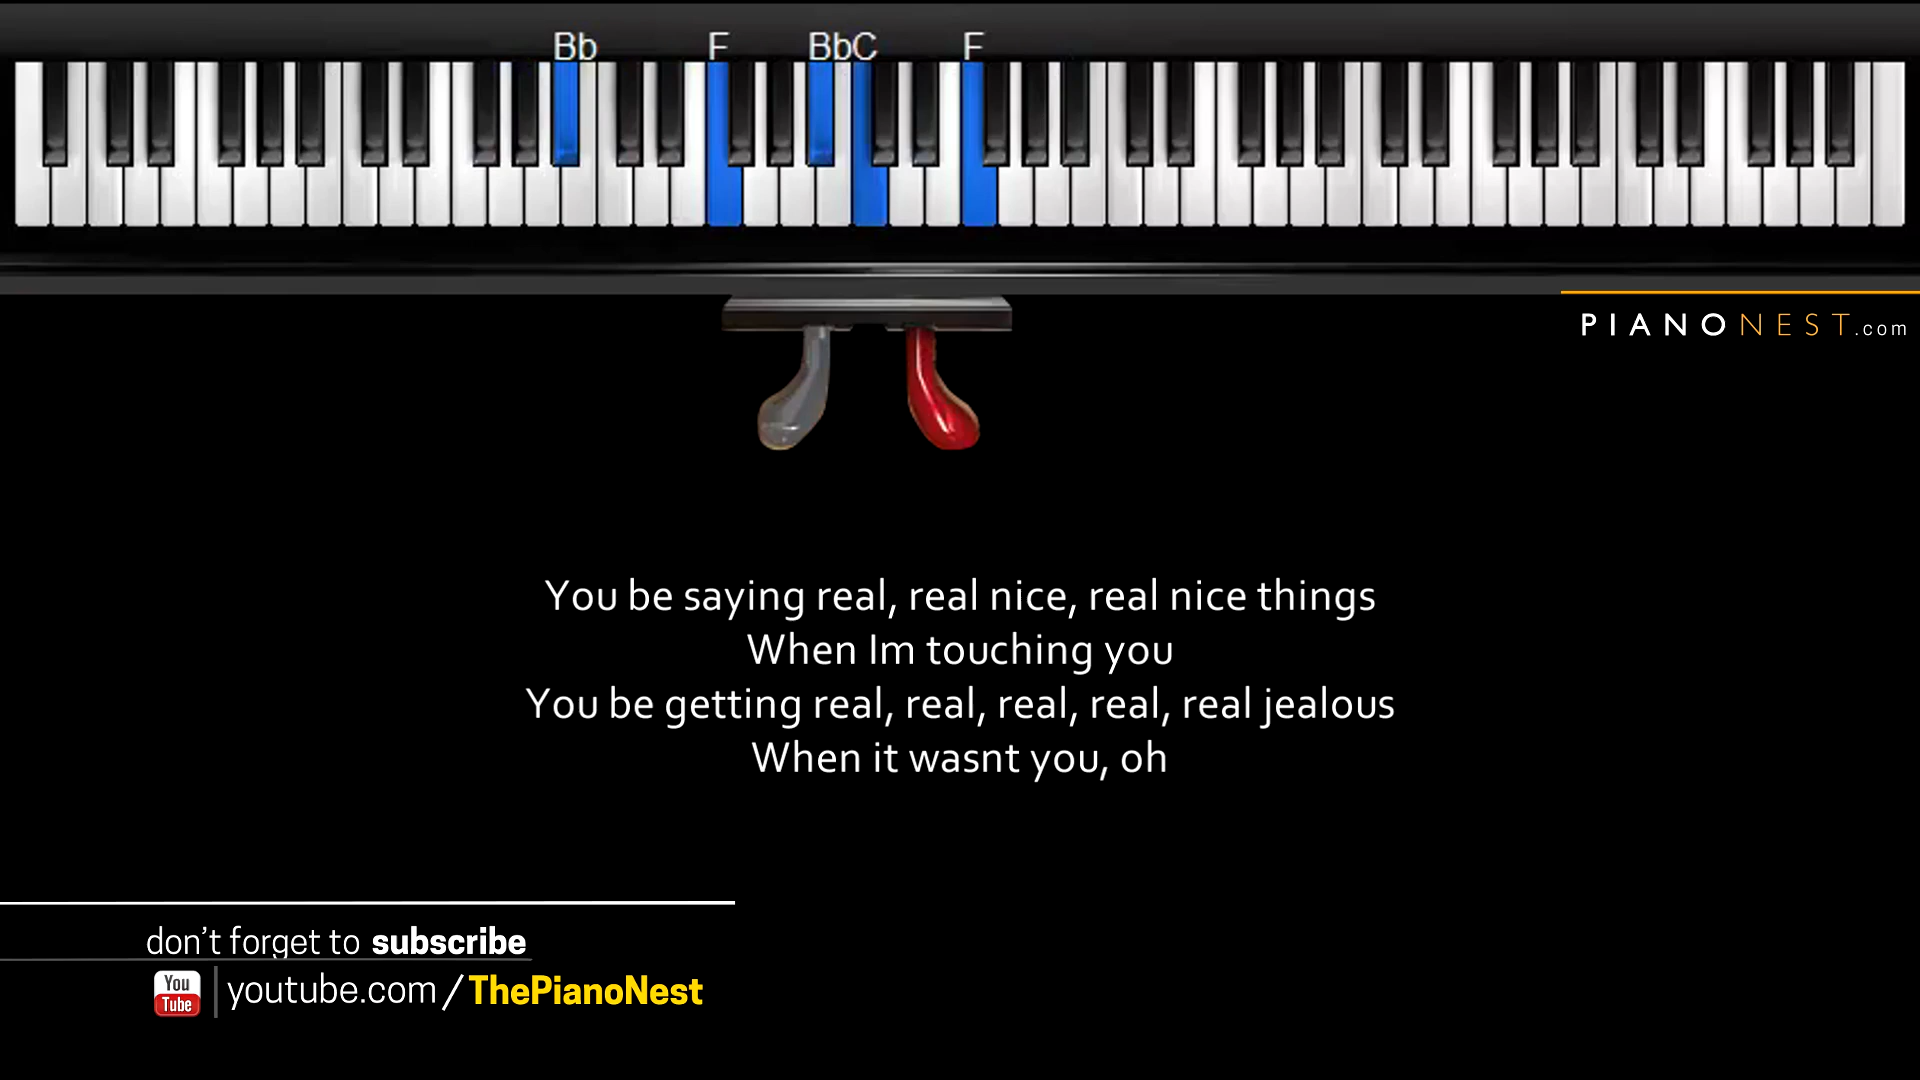 Bb F BbC F
PIANONEST.com
You be saying real, real nice, real nice things
When Im touching you
You be getting real, real, real, real, real jealous
When it wasnt you, oh
don't forget to subscribe
You Tube youtube.com/ThePianoNest